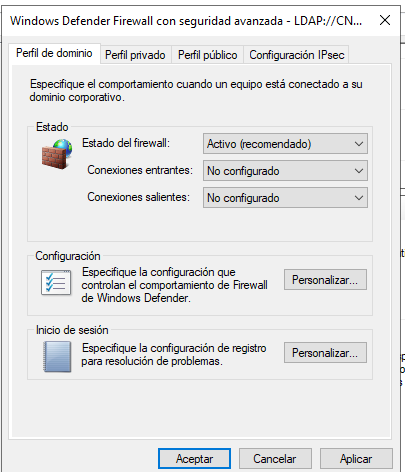 Windows Defender Firewall con seguridad avanzada - LDAP://CN...
Perfil de dominio
Perfil privado
Perfil público
Configuración IPsec
Especifique el comportamiento cuando un equipo está conectado a su
dominio corporativo.
Estado
Estado del firewall:
Activo (recomendado)
Conexiones entrantes:
No configurado
Conexiones salientes:
No configurado
Configuración
Especifique la configuración que
controlan el comportamiento de Firewall
de Windows Defender.
Personalizar...
Inicio de sesión
Especifique la configuración de registro
para resolución de problemas.
Personalizar...
Aceptar
Cancelar
Aplicar